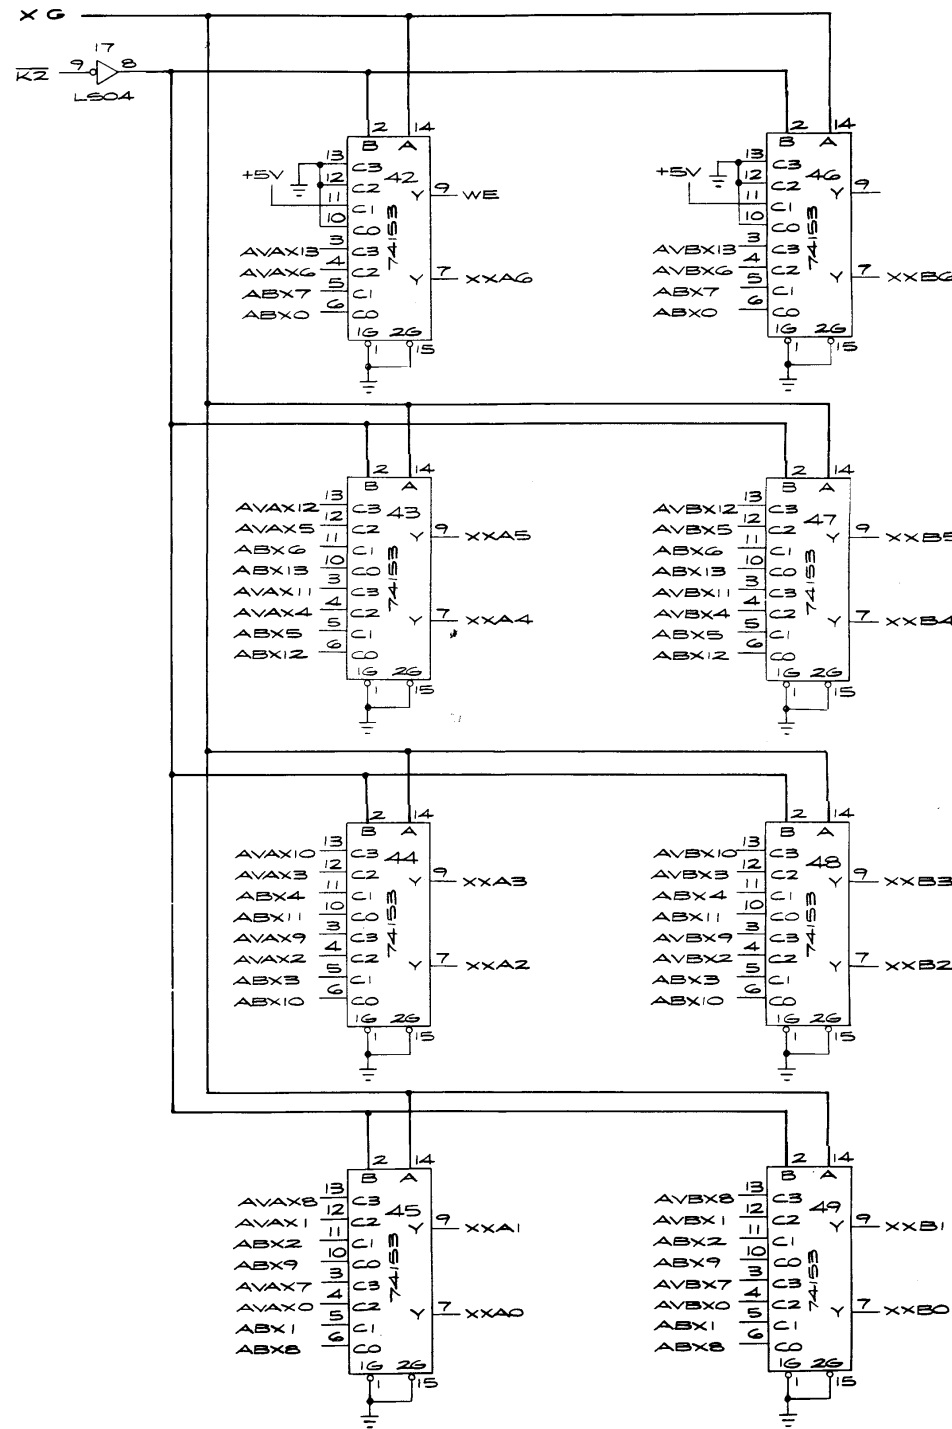 XG
17
K2 9 8
LS04
2 14
B A
13 C3 42
+5V 12 C2
11 C1 Y 9 WE
10 C0
AVAX13 3 C3 74153
AVAX6 4 C2 Y 7 XXA6
ABX7 5 C1
ABX0 6 C0
1G 2G
1 15
2 14
B A
13 C3 46
+5V 12 C2
11 C1 Y 9
10 C0
AVBX13 3 C3 74153
AVBX6 4 C2 Y 7 XXB6
ABX7 5 C1
ABX0 6 C0
1G 2G
1 15
2 14
B A
AVAX12 13 C3 43
AVAX5 12 C2 Y 9 XXA5
ABX6 11 C1
ABX13 10 C0 74153
AVAX11 3 C3
AVAX4 4 C2 Y 7 XXA4
ABX5 5 C1
ABX12 6 C0
1G 2G
1 15
2 14
B A
AVBX12 13 C3 47
AVBX5 12 C2 Y 9 XXB5
ABX6 11 C1
ABX13 10 C0 74153
AVBX11 3 C3
AVBX4 4 C2 Y 7 XXB4
ABX5 5 C1
ABX12 6 C0
1G 2G
1 15
2 14
B A
AVAX10 13 C3 44
AVAX3 12 C2 Y 9 XXA3
ABX4 11 C1
ABX11 10 C0 74153
AVAX9 3 C3
AVAX2 4 C2 Y 7 XXA2
ABX3 5 C1
ABX10 6 C0
1G 2G
1 15
2 14
B A
AVBX10 13 C3 48
AVBX3 12 C2 Y 9 XXB3
ABX4 11 C1
ABX11 10 C0 74153
AVBX9 3 C3
AVBX2 4 C2 Y 7 XXB2
ABX3 5 C1
ABX10 6 C0
1G 2G
1 15
2 14
B A
AVAX8 13 C3 45
AVAX1 12 C2 Y 9 XXA1
ABX2 11 C1
ABX9 10 C0 74153
AVAX7 3 C3
AVAX0 4 C2 Y 7 XXA0
ABX1 5 C1
ABX8 6 C0
1G 2G
1 15
2 14
B A
AVBX8 13 C3 49
AVBX1 12 C2 Y 9 XXB1
ABX2 11 C1
ABX9 10 C0 74153
AVBX7 3 C3
AVBX0 4 C2 Y 7 XXB0
ABX1 5 C1
ABX8 6 C0
1G 2G
1 15